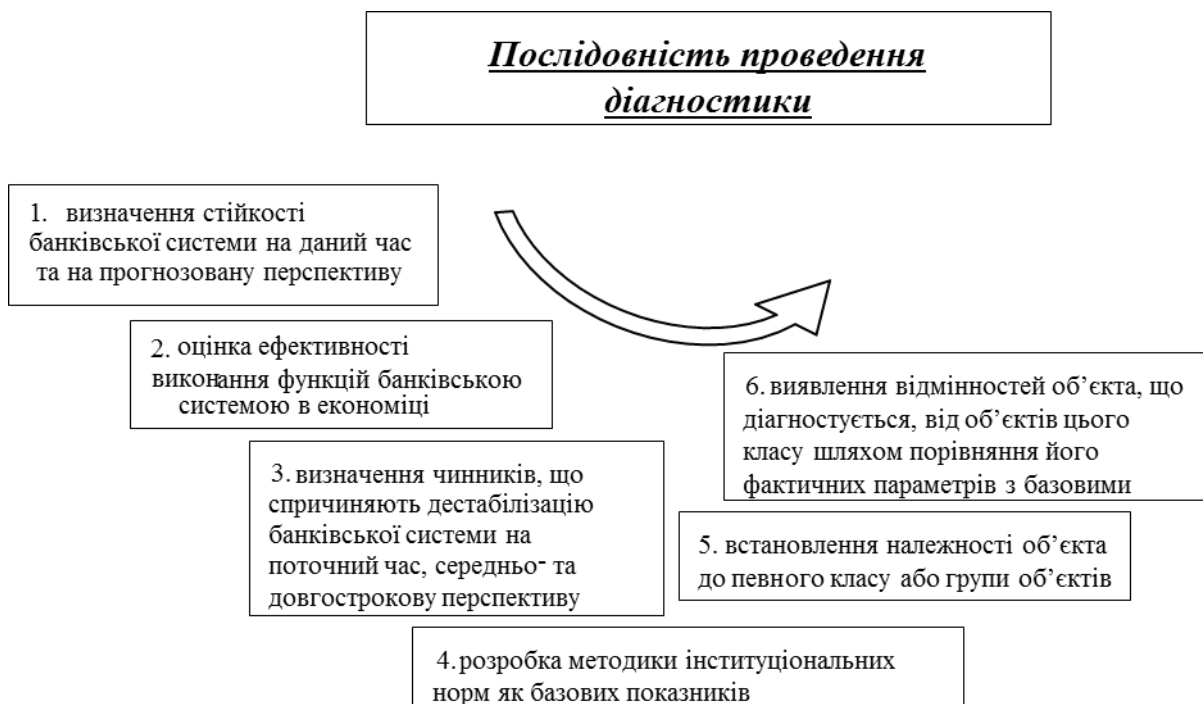 Послідовність проведення
діагностики
1. визначення стійкості
банківської системи на даний час
та на прогнозовану перспективу
2. оцінка ефективності
виконання функцій банківською
системою в економіці
3. визначення чинників, що
спричиняють дестабілізацію
банківської системи на
поточний час, середньо- та
довгострокову перспективу
4. розробка методики інституціональних
норм як базових показників
5. встановлення належності об’єкта
до певного класу або групи об’єктів
6. виявлення відмінностей об’єкта, що
діагностується, від об’єктів цього
класу шляхом порівняння його
фактичних параметрів з базовими